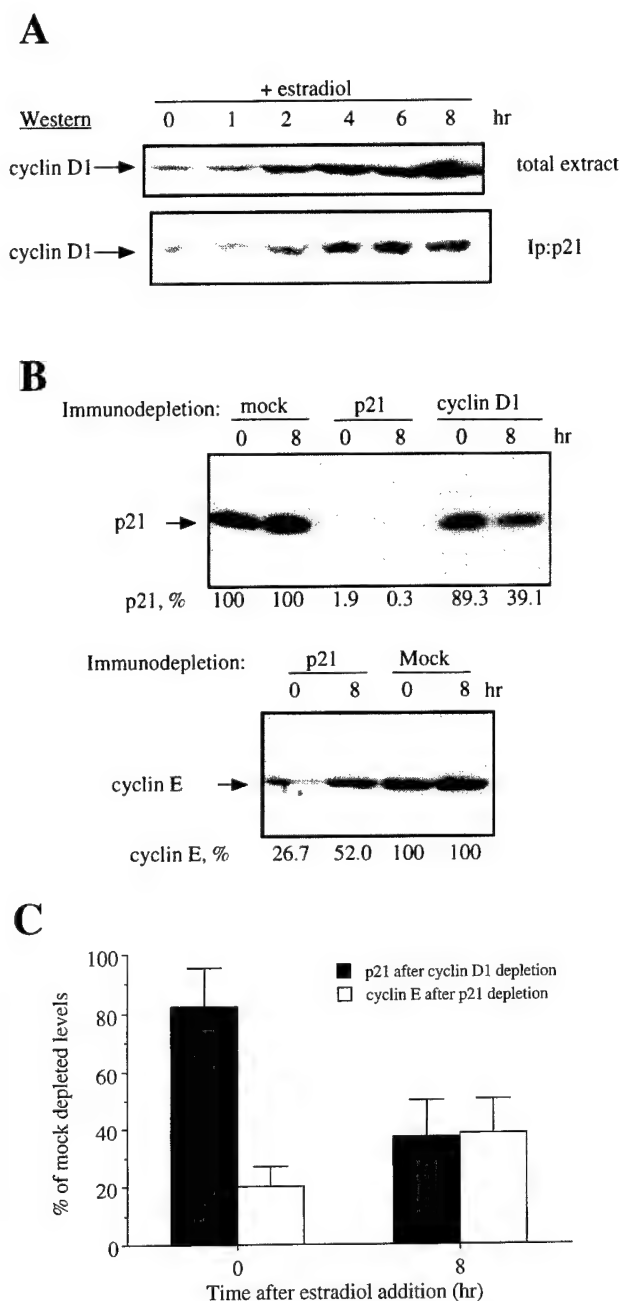 A
+ estradiol
Western 0 1 2 4 6 8 hr
cyclin D1 total extract
cyclin D1 Ip:p21
B
Immunodepletion: mock p21 cyclin D1
0 8 0 8 0 8 hr
p21
p21, % 100 100 1.9 0.3 89.3 39.1
Immunodepletion: p21 Mock
0 8 0 8 hr
cyclin E
cyclin E, % 26.7 52.0 100 100
C
% of mock depleted levels
100
80
60
40
20
0
p21 after cyclin D1 depletion
cyclin E after p21 depletion
0 8
Time after estradiol addition (hr)